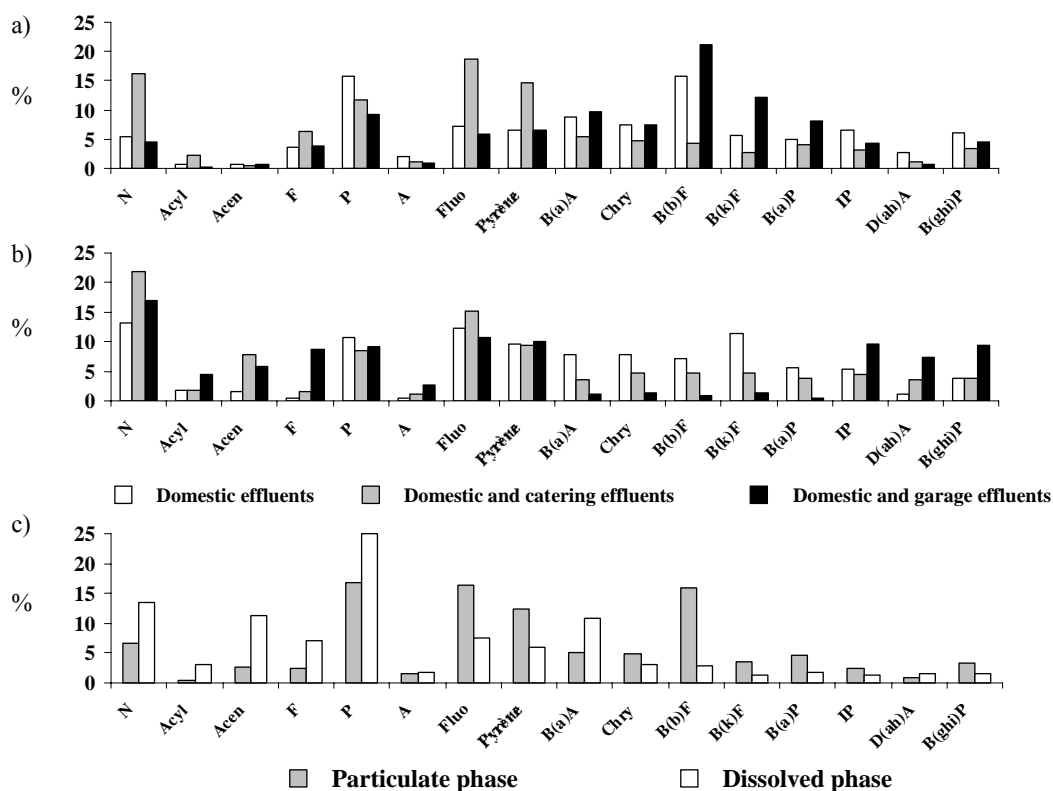 a)
25
20
15
10
5
0
%
N Acyl Acen F P A Fluo Pyrène B(a)A Chry B(b)F B(k)F B(a)P IP D(ah)A B(ghi)P
b)
25
20
15
10
5
0
%
N Acyl Acen F P A Fluo Pyrène B(a)A Chry B(b)F B(k)F B(a)P IP D(ah)A B(ghi)P
Domestic effluents Domestic and catering effluents Domestic and garage effluents
c)
25
20
15
10
5
0
%
N Acyl Acen F P A Fluo Pyrène B(a)A Chry B(b)F B(k)F B(a)P IP D(ah)A B(ghi)P
Particulate phase Dissolved phase